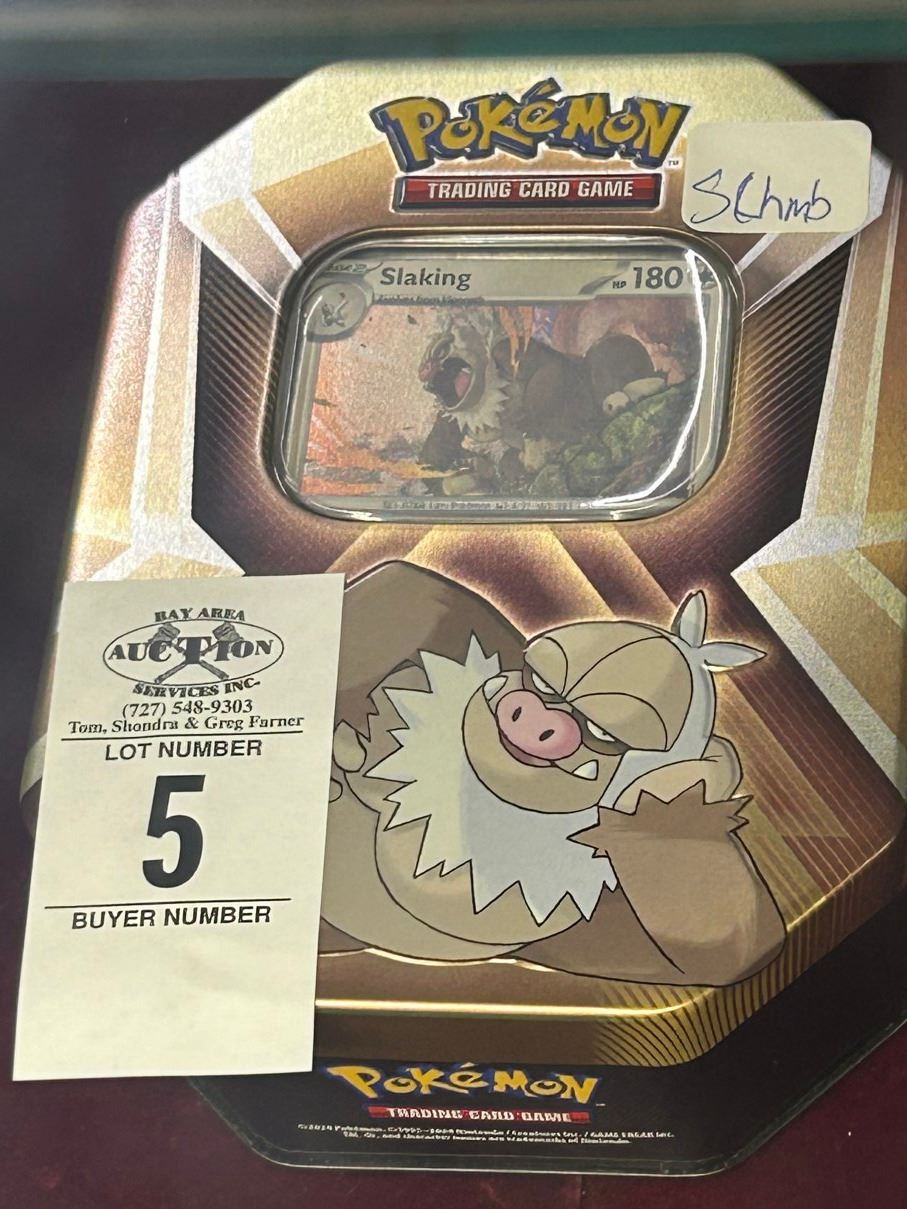 POKÉMON
TM
TRADING CARD GAME
SChmb
Slaking
HP 180
BAY AREA
AUCTION
SERVICES INC.
(727) 548-9303
Tom, Shondra & Greg Farner
LOT NUMBER
5
BUYER NUMBER
POKÉMON
TRADING CARD GAME